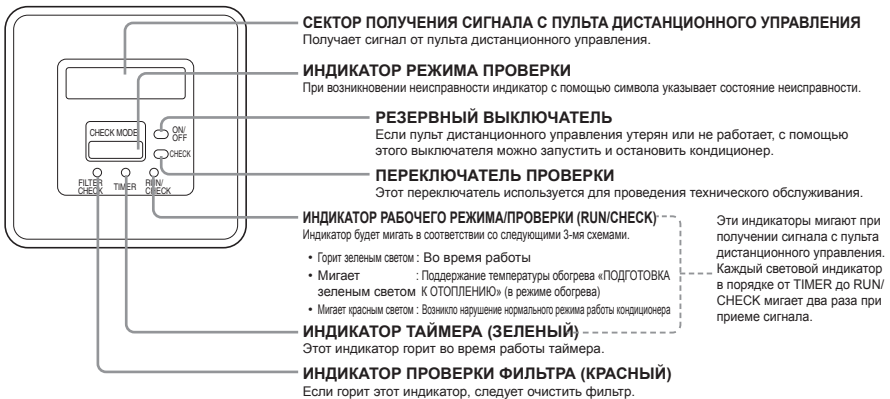 СЕКТОР ПОЛУЧЕНИЯ СИГНАЛА С ПУЛЬТА ДИСТАНЦИОННОГО УПРАВЛЕНИЯ
Получает сигнал от пульта дистанционного управления.
ИНДИКАТОР РЕЖИМА ПРОВЕРКИ
При возникновении неисправности индикатор с помощью символа указывает состояние неисправности.
РЕЗЕРВНЫЙ ВЫКЛЮЧАТЕЛЬ
Если пульт дистанционного управления утерян или не работает, с помощью
этого выключателя можно запустить и остановить кондиционер.
ПЕРЕКЛЮЧАТЕЛЬ ПРОВЕРКИ
Этот переключатель используется для проведения технического обслуживания.
ИНДИКАТОР РАБОЧЕГО РЕЖИМА/ПРОВЕРКИ (RUN/CHECK)
Индикатор будет мигать в соответствии со следующими 3-мя схемами.
• Горит зеленым светом : Во время работы
• Мигает : Поддержание температуры обогрева «ПОДГОТОВКА
зеленым светом К ОТОПЛЕНИЮ» (в режиме обогрева)
• Мигает красным светом : Возникло нарушение нормального режима работы кондиционера
ИНДИКАТОР ТАЙМЕРА (ЗЕЛЕНЫЙ)
Этот индикатор горит во время работы таймера.
ИНДИКАТОР ПРОВЕРКИ ФИЛЬТРА (КРАСНЫЙ)
Если горит этот индикатор, следует очистить фильтр.
Эти индикаторы мигают при
получении сигнала с пульта
дистанционного управления.
Каждый световой индикатор
в порядке от TIMER до RUN/
CHECK мигает два раза при
приеме сигнала.
CHECK MODE
ON/
OFF
CHECK
FILTER
CHECK
TIMER
RUN/
CHECK